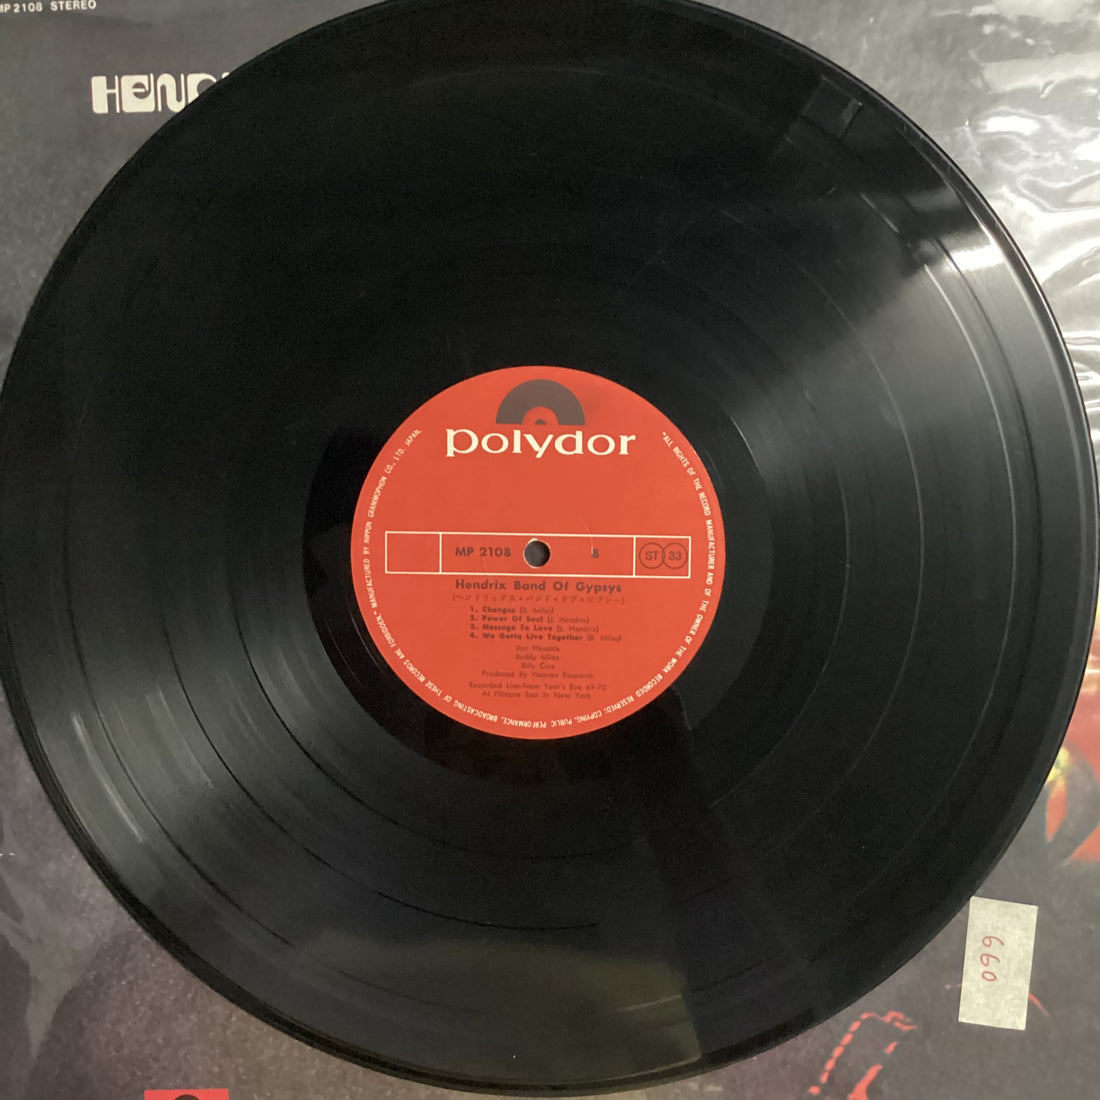 MP 2108 STEREO
HEND
polydor
MP 2108 B ST 33
Hendrix Band Of Gypsys
(ヘンドリックス・バンド・オブ・ジプシー)
1. Changes (B. Miles)
2. Power Of Soul (J. Hendrix)
3. Message To Love (J. Hendrix)
4. We Gotta Live Together (B. Miles)
Jimi Hendrix
Buddy Miles
Billy Cox
Produced By Heaven Research
Recorded Live-New Year's Eve 69-70
At Fillmore East In New York
"ALL RIGHTS OF THE RECORD MANUFACTURER AND OF THE OWNER OF THE WORK RECORDED RESERVED. COPYING, PUBLIC PERFORMANCE, BROADCASTING OF THESE RECORDS ARE FORBIDDEN." MANUFACTURED BY NIPPON GRAMMOPHON CO., LTD. JAPAN.
660